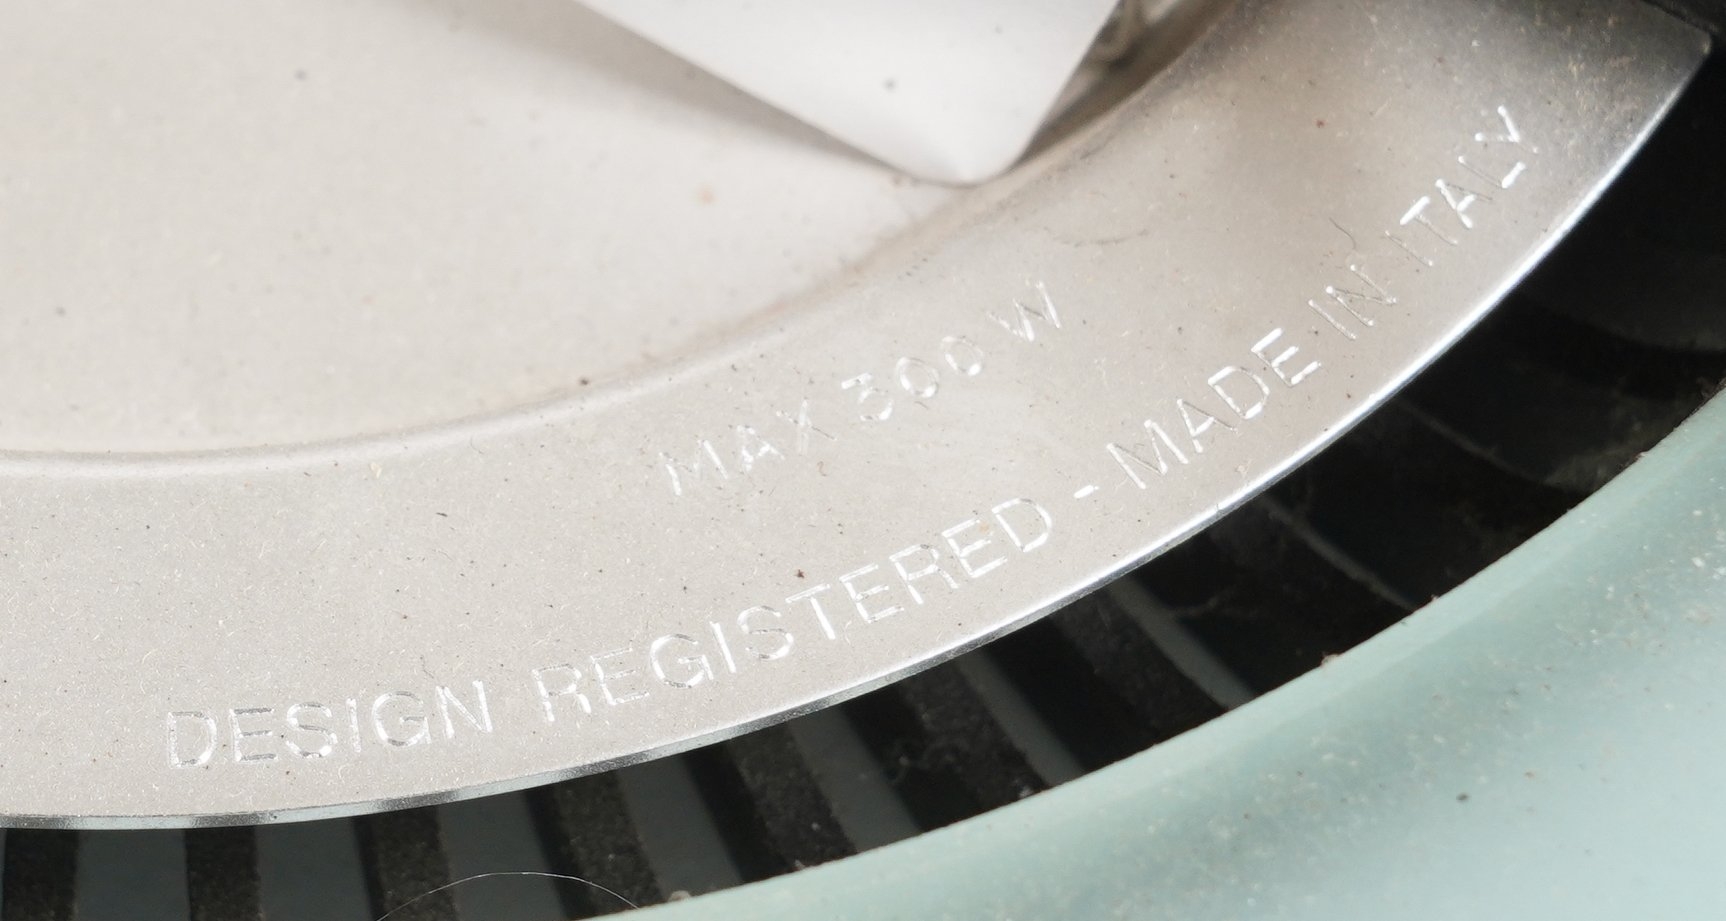 MAX 300 W
DESIGN REGISTERED - MADE IN ITALY